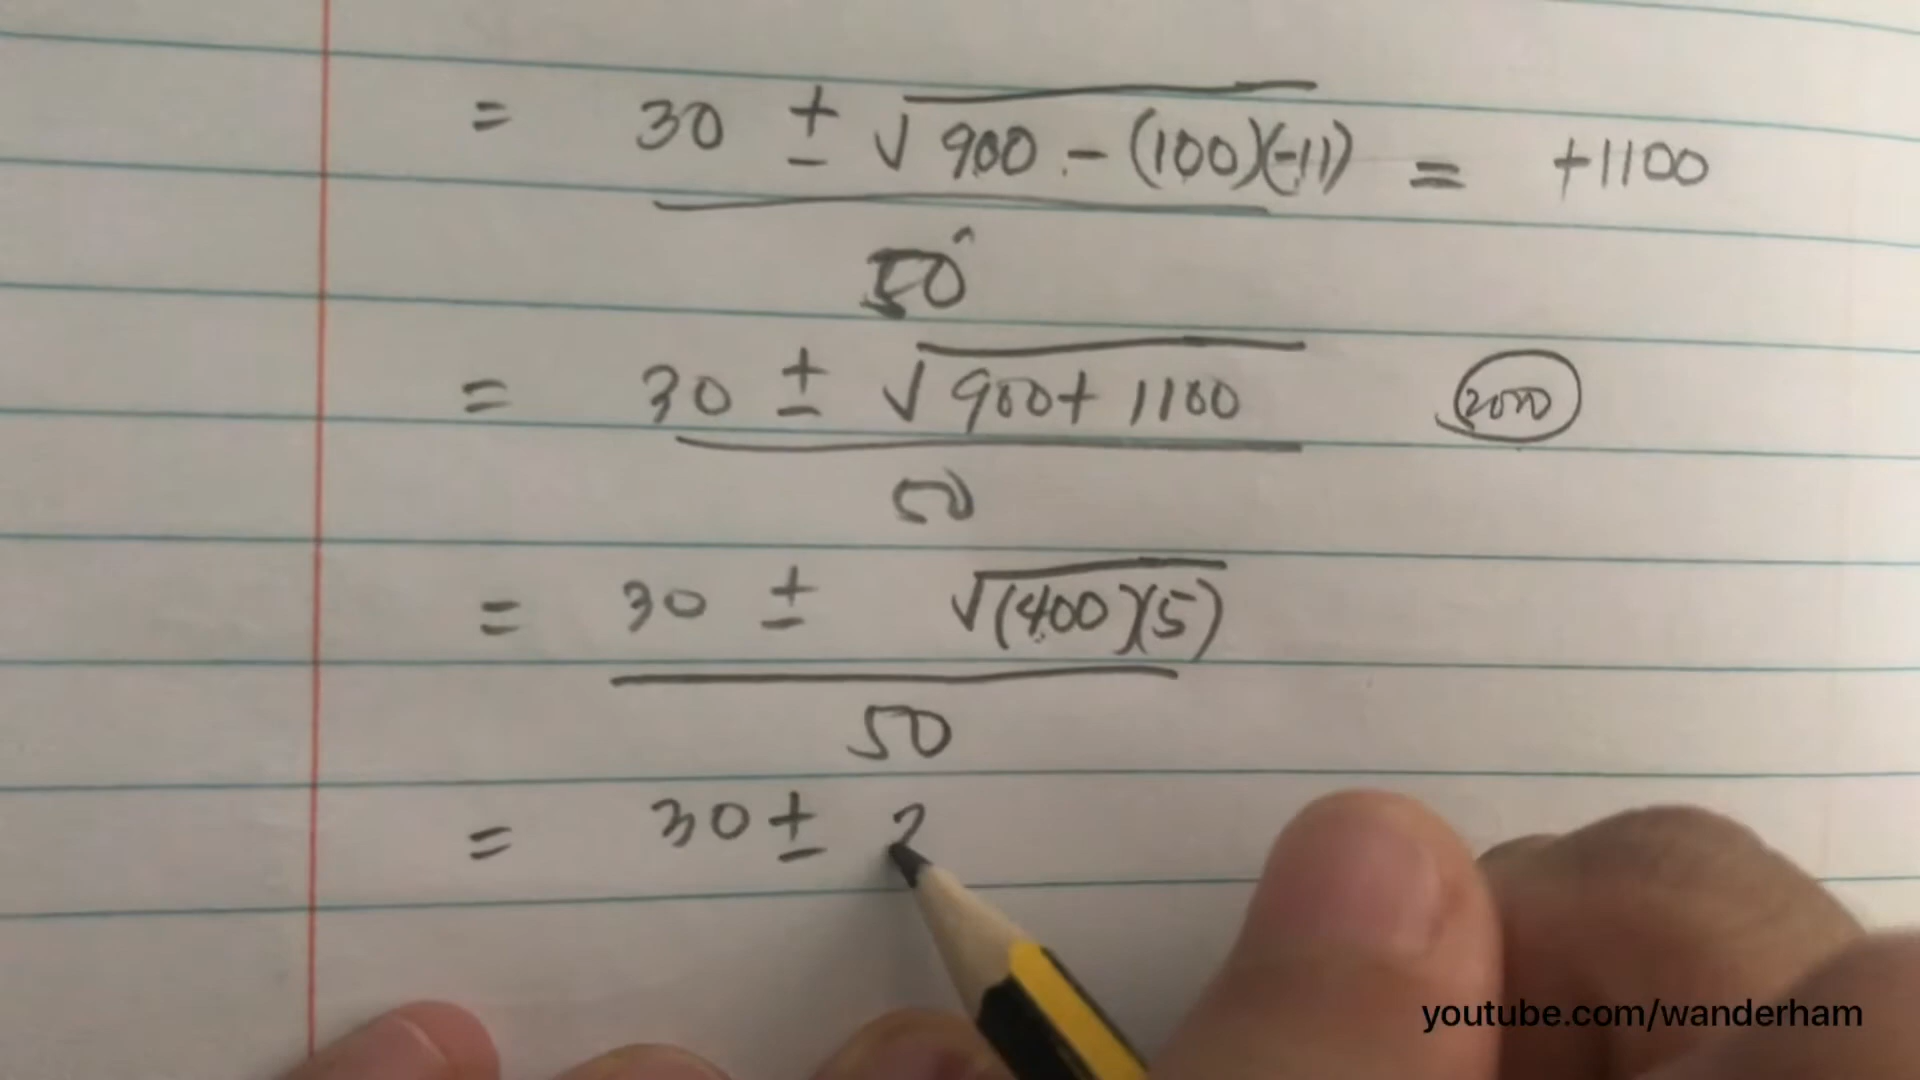 = 30 ± √900 - (100)(-11) = +1100
50
= 30 ± √900 + 1100 2000
50
= 30 ± √(400)(5)
50
= 30 ± 2
youtube.com/wanderham